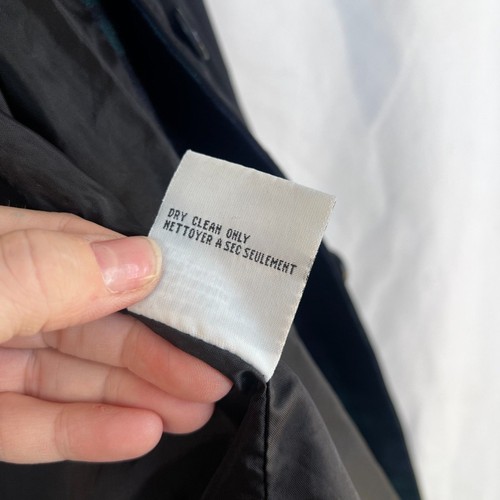 DRY CLEAN ONLY
NETTOYER A SEC SEULEMENT